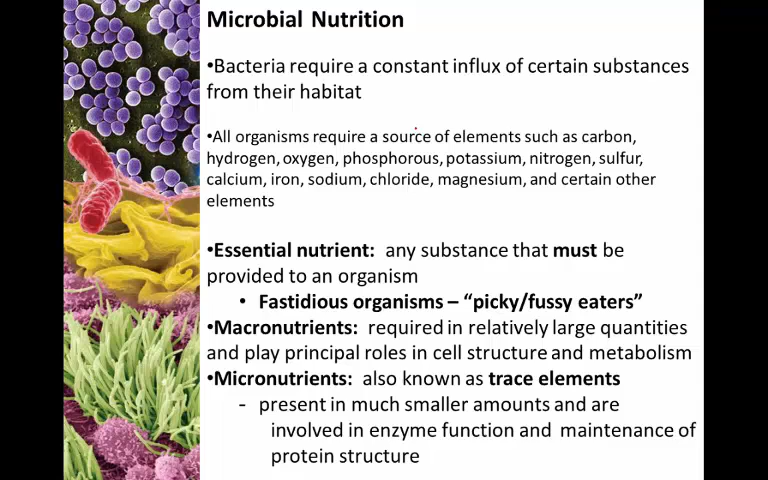 Microbial Nutrition
•Bacteria require a constant influx of certain substances
from their habitat
•All organisms require a source of elements such as carbon,
hydrogen, oxygen, phosphorous, potassium, nitrogen, sulfur,
calcium, iron, sodium, chloride, magnesium, and certain other
elements
•Essential nutrient: any substance that must be
provided to an organism
• Fastidious organisms – “picky/fussy eaters”
•Macronutrients: required in relatively large quantities
and play principal roles in cell structure and metabolism
•Micronutrients: also known as trace elements
- present in much smaller amounts and are
involved in enzyme function and maintenance of
protein structure